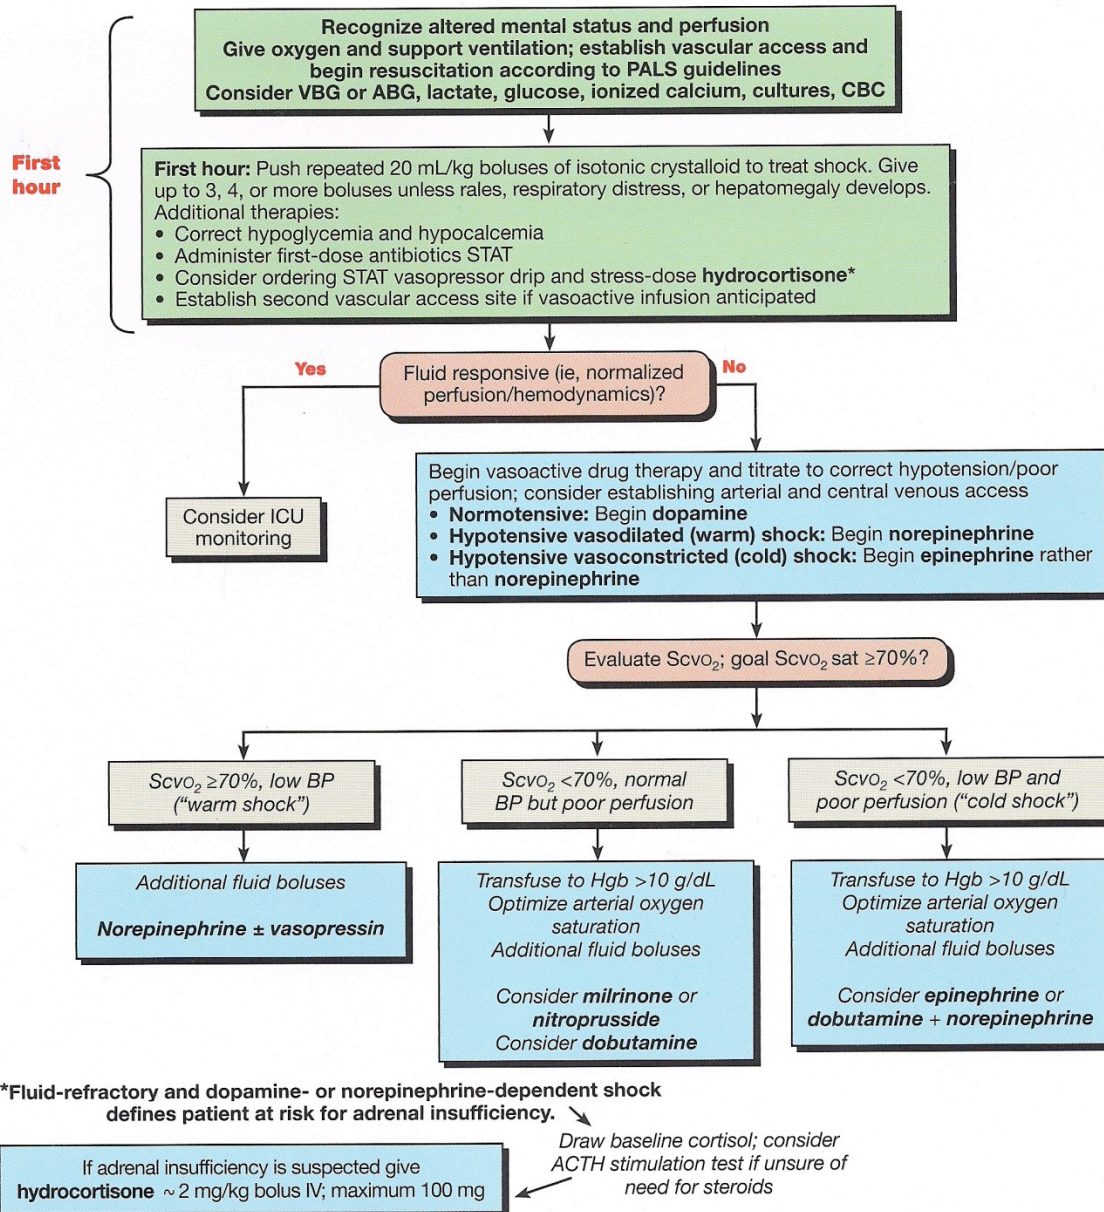 Recognize altered mental status and perfusion
Give oxygen and support ventilation; establish vascular access and
begin resuscitation according to PALS guidelines
Consider VBG or ABG, lactate, glucose, ionized calcium, cultures, CBC
First
hour
First hour: Push repeated 20 mL/kg boluses of isotonic crystalloid to treat shock. Give
up to 3, 4, or more boluses unless rales, respiratory distress, or hepatomegaly develops.
Additional therapies:
• Correct hypoglycemia and hypocalcemia
• Administer first-dose antibiotics STAT
• Consider ordering STAT vasopressor drip and stress-dose hydrocortisone*
• Establish second vascular access site if vasoactive infusion anticipated
Yes
Fluid responsive (ie, normalized
perfusion/hemodynamics)?
No
Consider ICU
monitoring
Begin vasoactive drug therapy and titrate to correct hypotension/poor
perfusion; consider establishing arterial and central venous access
• Normotensive: Begin dopamine
• Hypotensive vasodilated (warm) shock: Begin norepinephrine
• Hypotensive vasoconstricted (cold) shock: Begin epinephrine rather
than norepinephrine
Evaluate ScvO₂; goal ScvO₂ sat ≥70%?
ScvO₂ ≥70%, low BP
(“warm shock”)
ScvO₂ <70%, normal
BP but poor perfusion
ScvO₂ <70%, low BP and
poor perfusion (“cold shock”)
Additional fluid boluses
Norepinephrine ± vasopressin
Transfuse to Hgb >10 g/dL
Optimize arterial oxygen
saturation
Additional fluid boluses
Consider milrinone or
nitroprusside
Consider dobutamine
Transfuse to Hgb >10 g/dL
Optimize arterial oxygen
saturation
Additional fluid boluses
Consider epinephrine or
dobutamine + norepinephrine
*Fluid-refractory and dopamine- or norepinephrine-dependent shock
defines patient at risk for adrenal insufficiency.
Draw baseline cortisol; consider
ACTH stimulation test if unsure of
need for steroids
If adrenal insufficiency is suspected give
hydrocortisone ~ 2 mg/kg bolus IV; maximum 100 mg